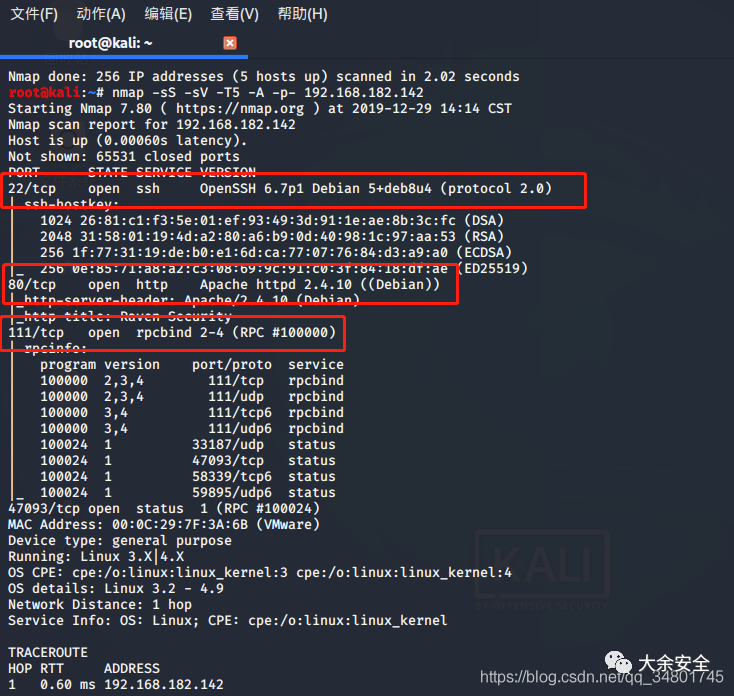 文件(F) 动作(A) 编辑(E) 查看(V) 帮助(H)
root@kali: ~
Nmap done: 256 IP addresses (5 hosts up) scanned in 2.02 seconds
root@kali:~# nmap -sS -sV -T5 -A -p- 192.168.182.142
Starting Nmap 7.80 ( https://nmap.org ) at 2019-12-29 14:14 CST
Nmap scan report for 192.168.182.142
Host is up (0.00060s latency).
Not shown: 65531 closed ports
PORT STATE SERVICE VERSION
22/tcp open ssh OpenSSH 6.7p1 Debian 5+deb8u4 (protocol 2.0)
| ssh-hostkey:
| 1024 26:81:c1:f3:5e:01:ef:93:49:3d:91:1e:ae:8b:3c:fc (DSA)
| 2048 31:58:01:19:4d:a2:80:a6:b9:0d:40:98:1c:97:aa:53 (RSA)
| 256 1f:77:31:19:de:b0:e1:6d:ca:77:07:76:84:d3:a9:a0 (ECDSA)
|_ 256 0e:85:71:a8:a2:c3:08:69:9c:91:c0:3f:84:18:df:ae (ED25519)
80/tcp open http Apache httpd 2.4.10 ((Debian))
|_http-server-header: Apache/2.4.10 (Debian)
|_http-title: Raven Security
111/tcp open rpcbind 2-4 (RPC #100000)
| rpcinfo:
| program version port/proto service
| 100000 2,3,4 111/tcp rpcbind
| 100000 2,3,4 111/udp rpcbind
| 100000 3,4 111/tcp6 rpcbind
| 100000 3,4 111/udp6 rpcbind
| 100024 1 33187/udp status
| 100024 1 47093/tcp status
| 100024 1 58339/tcp6 status
|_ 100024 1 59895/udp6 status
47093/tcp open status 1 (RPC #100024)
MAC Address: 00:0C:29:7F:3A:6B (VMware)
Device type: general purpose
Running: Linux 3.X|4.X
OS CPE: cpe:/o:linux:linux_kernel:3 cpe:/o:linux:linux_kernel:4
OS details: Linux 3.2 - 4.9
Network Distance: 1 hop
Service Info: OS: Linux; CPE: cpe:/o:linux:linux_kernel
KALI
BY OFFENSIVE SECURITY
TRACEROUTE
HOP RTT ADDRESS
1 0.60 ms 192.168.182.142
大余安全
https://blog.csdn.net/qq_34801745